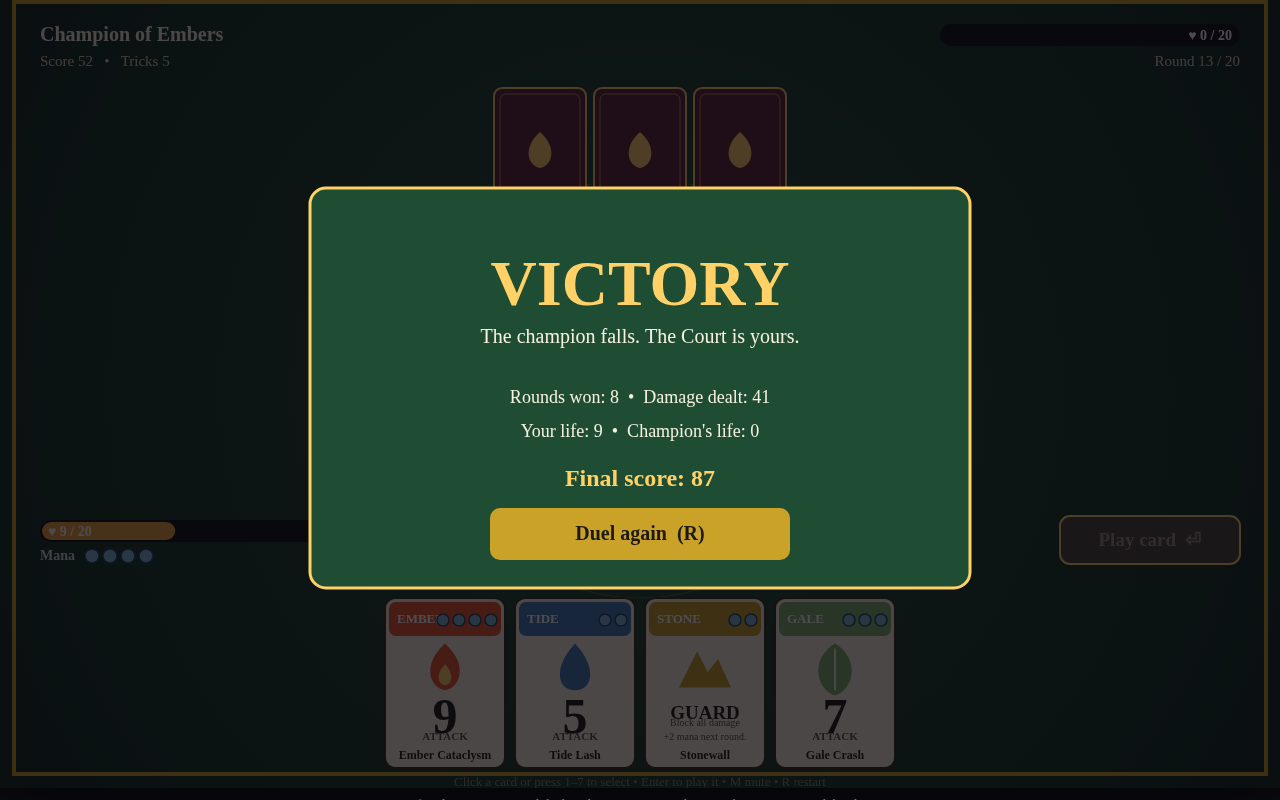 Champion of Embers
♥ 0 / 20
Score 52 • Tricks 5
Round 13 / 20
VICTORY
The champion falls. The Court is yours.
Rounds won: 8 • Damage dealt: 41
Your life: 9 • Champion's life: 0
Final score: 87
Duel again (R)
♥ 9 / 20
Mana
Play card ⏎
EMBE
9
ATTACK
Ember Cataclysm
TIDE
5
ATTACK
Tide Lash
STONE
GUARD
Block all damage
+2 mana next round.
Stonewall
GALE
7
ATTACK
Gale Crash
Click a card or press 1–7 to select • Enter to play it • M mute • R restart